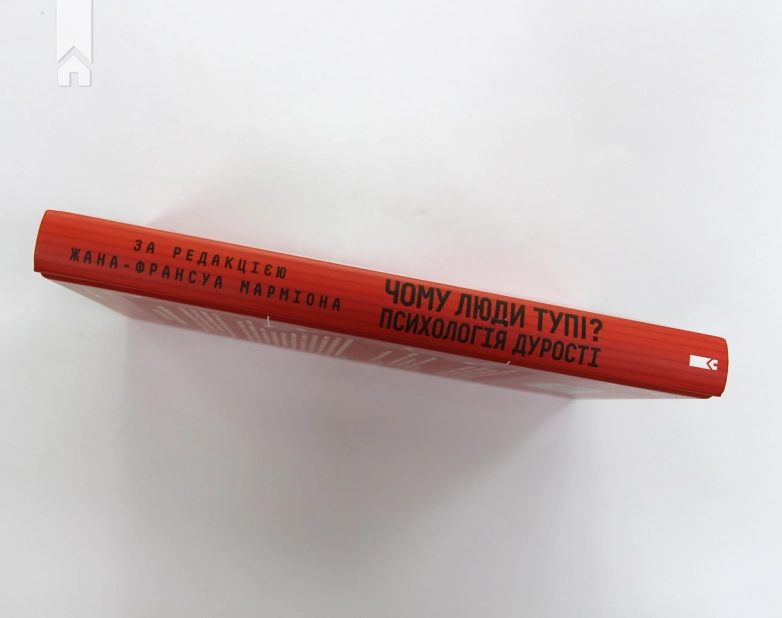 ЗА РЕДАКЦІЄЮ
ЖАНА-ФРАНСУА МАРМІОНА
ЧОМУ ЛЮДИ ТУПІ?
ПСИХОЛОГІЯ ДУРОСТІ